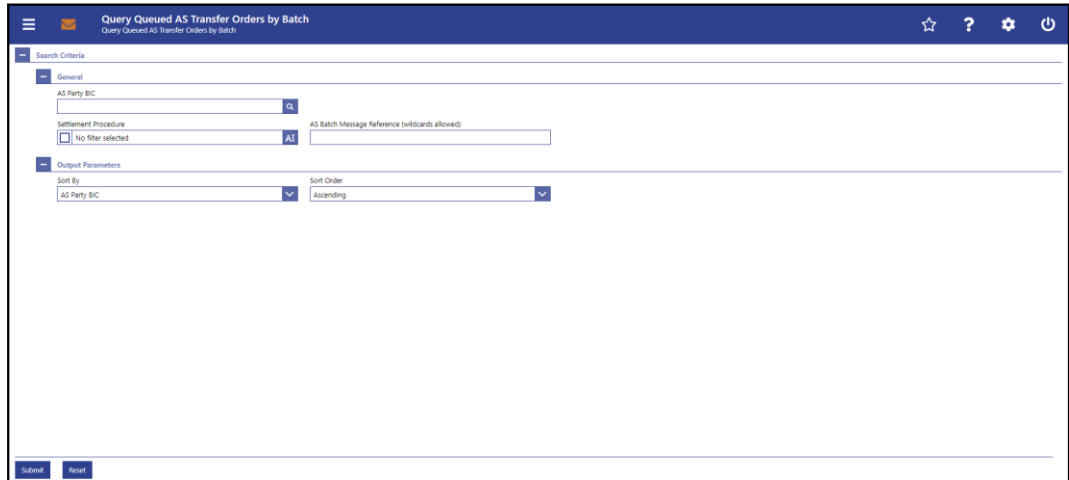 Query Queued AS Transfer Orders by Batch
Query Queued AS Transfer Orders by Batch
Search Criteria
General
AS Party BIC
Settlement Procedure AS Batch Message Reference (wildcards allowed)
No filter selected
Output Parameters
Sort By Sort Order
AS Party BIC Ascending
Submit Reset